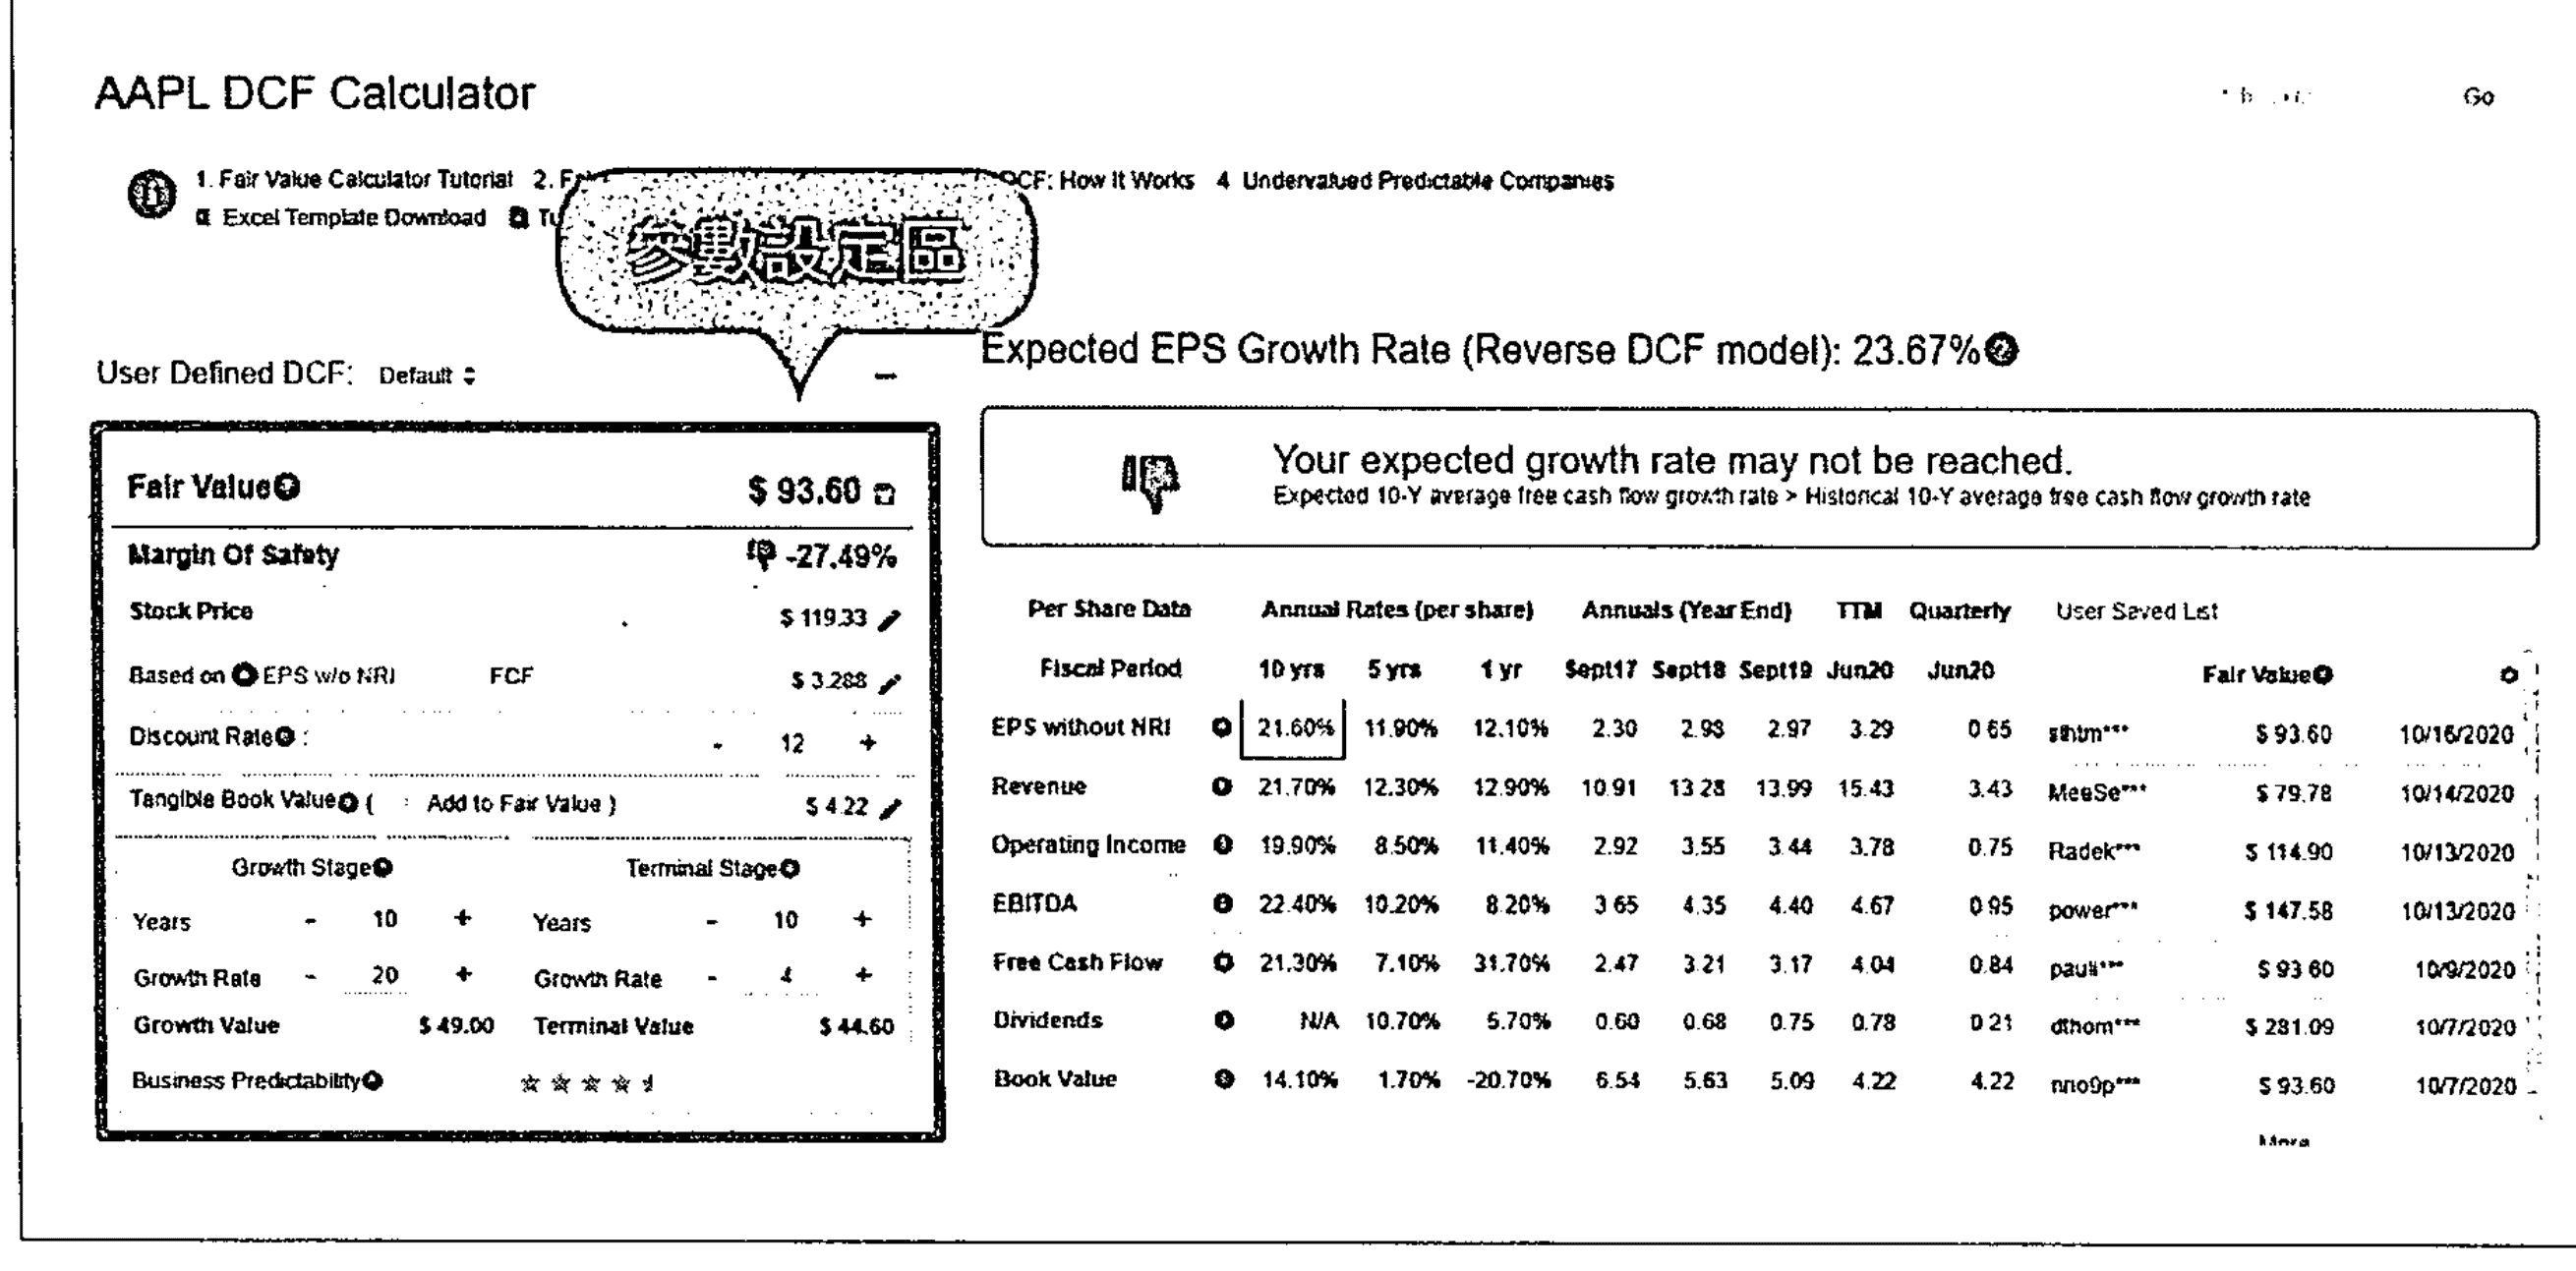 AAPL DCF Calculator
Go
1. Fair Value Calculator Tutorial 2. DCF: How It Works 4 Undervalued Predictable Companies
Excel Template Download
參數設定區
User Defined DCF: Default
Expected EPS Growth Rate (Reverse DCF model): 23.67%
Your expected growth rate may not be reached.
Expected 10-Y average free cash flow growth rate > Historical 10-Y average free cash flow growth rate
Fair Value $ 93.60
Margin Of Safety -27.49%
Stock Price $ 119.33
Based on EPS w/o NRI FCF $ 3.288
Discount Rate : - 12 +
Tangible Book Value ( Add to Fair Value ) $ 4.22
Growth Stage Terminal Stage
Years - 10 + Years - 10 +
Growth Rate - 20 + Growth Rate - 4 +
Growth Value $ 49.00 Terminal Value $ 44.60
Business Predictability
Per Share Data Annual Rates (per share) Annuals (Year End) TTM Quarterly User Saved List
Fiscal Period 10 yrs 5 yrs 1 yr Sept17 Sept18 Sept19 Jun20 Jun20 Fair Value
EPS without NRI 21.60% 11.90% 12.10% 2.30 2.98 2.97 3.29 0.65 $ 93.60 10/16/2020
Revenue 21.70% 12.30% 12.90% 10.91 13.28 13.99 15.43 3.43 MeeSe*** $ 79.78 10/14/2020
Operating Income 19.90% 8.50% 11.40% 2.92 3.55 3.44 3.78 0.75 Radek*** $ 114.90 10/13/2020
EBITDA 22.40% 10.20% 8.20% 3.65 4.35 4.40 4.67 0.95 power*** $ 147.58 10/13/2020
Free Cash Flow 21.30% 7.10% 31.70% 2.47 3.21 3.17 4.04 0.84 $ 93.60 10/9/2020
Dividends N/A 10.70% 5.70% 0.60 0.68 0.75 0.78 0.21 dthom*** $ 281.09 10/7/2020
Book Value 14.10% 1.70% -20.70% 6.54 5.63 5.09 4.22 4.22 $ 93.60 10/7/2020
More